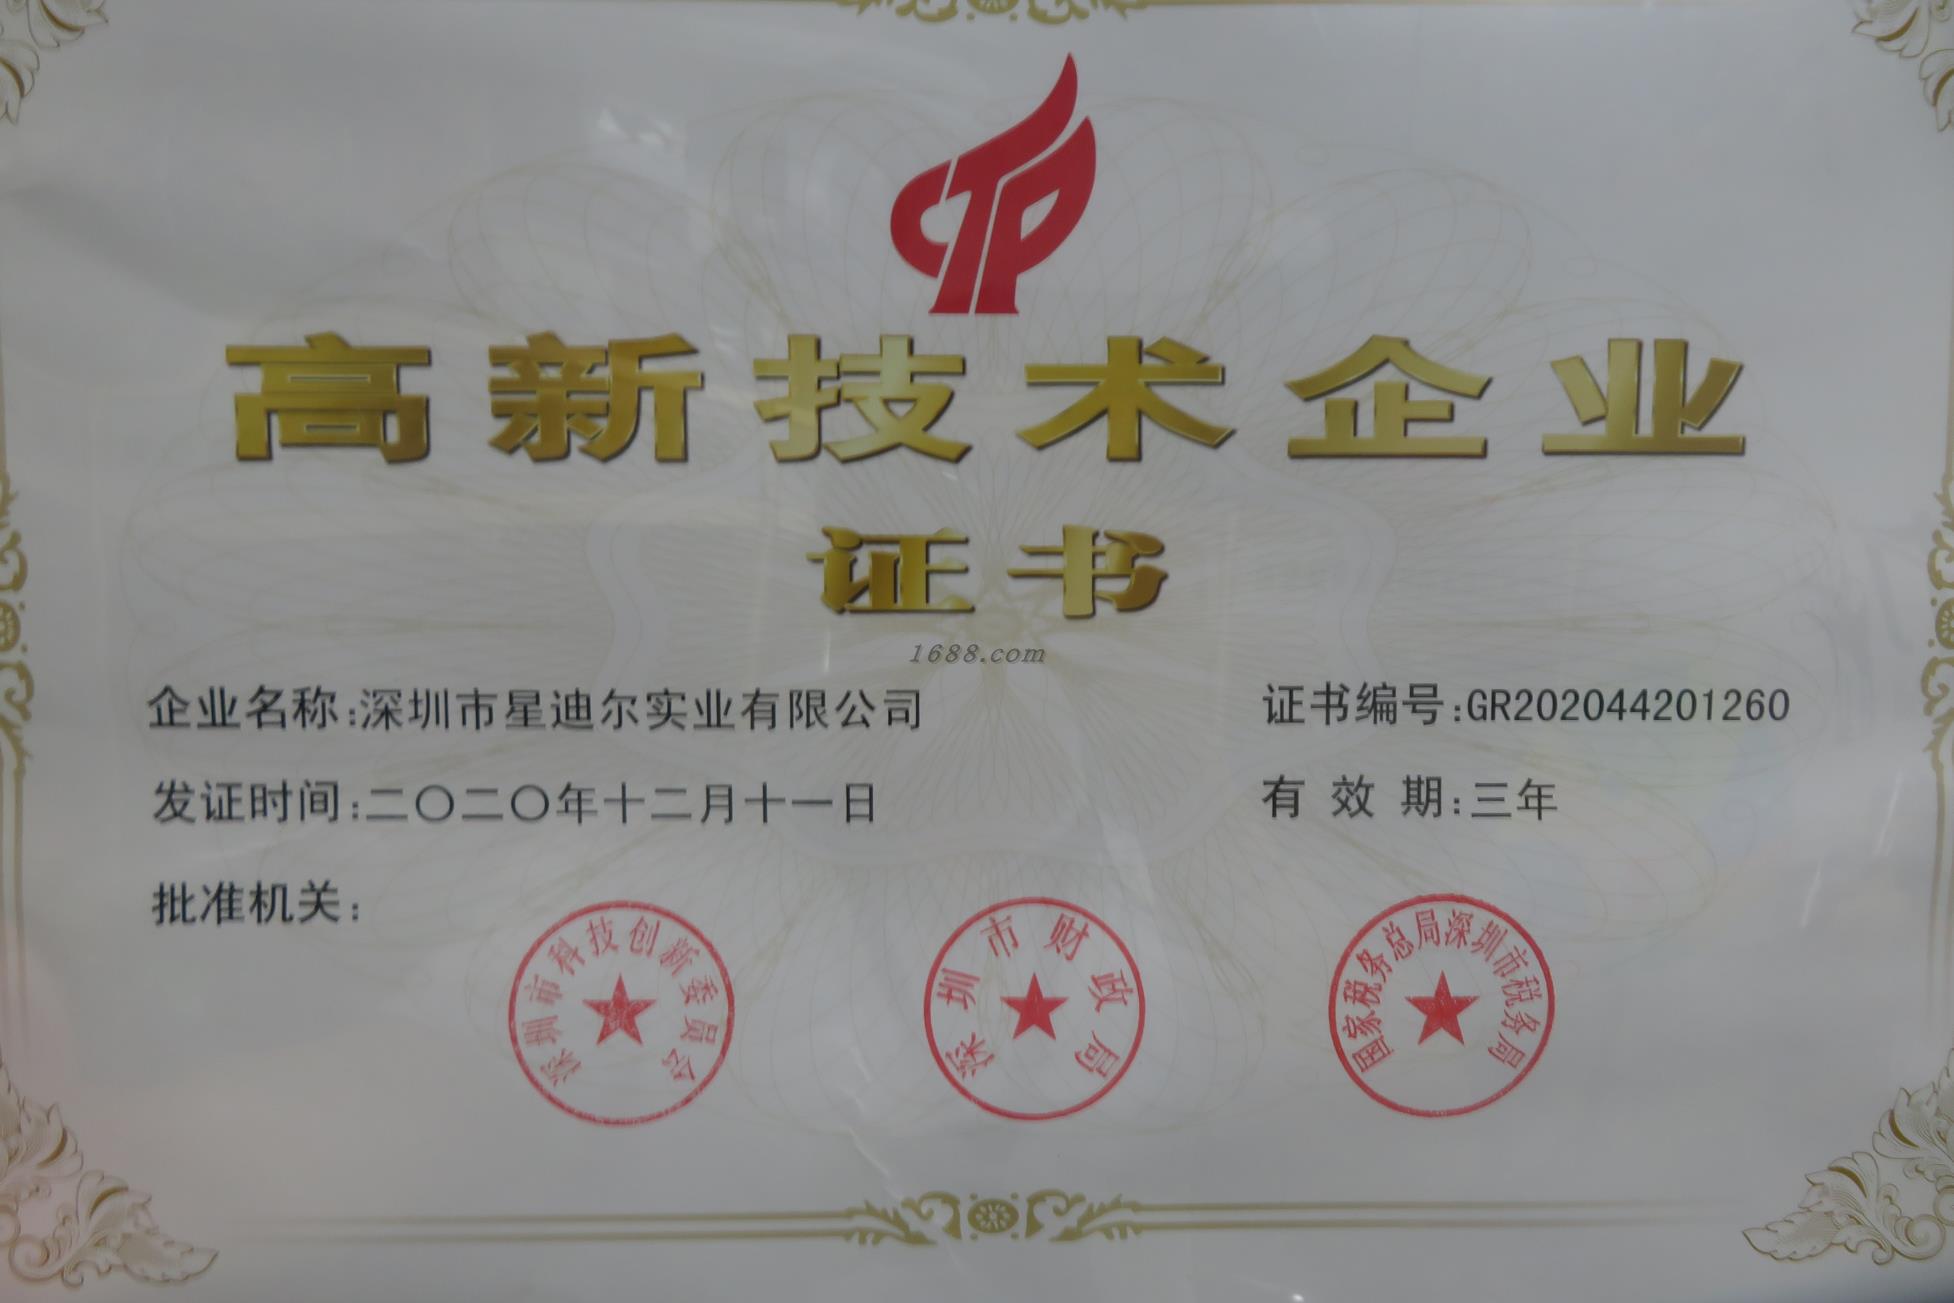 CTP
高新技术企业
证书
1688.com
企业名称:深圳市星迪尔实业有限公司
证书编号:GR202044201260
发证时间:二〇二〇年十二月十一日
有效期:三年
批准机关:
深圳市科技创新委员会
深圳市财政局
国家税务总局深圳市税务局